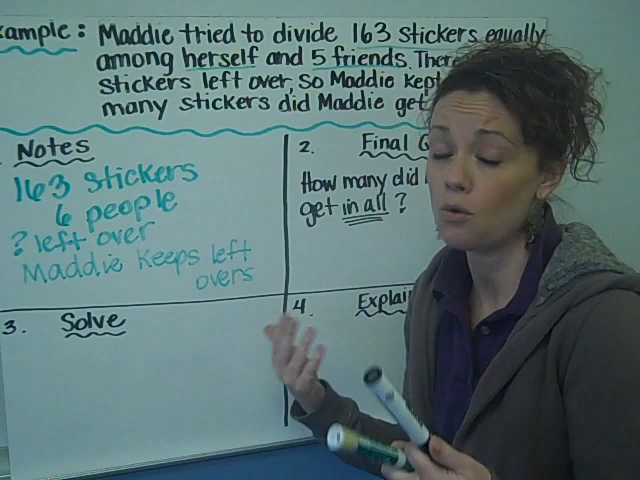 ample: Maddie tried to divide 163 stickers equally
among herself and 5 friends. There
stickers left over, so Maddie kept
many stickers did Maddie get
Notes
163 stickers
6 people
? left over
Maddie keeps left
overs
2. Final G
How many did
get in all ?
3. Solve
4. Explain